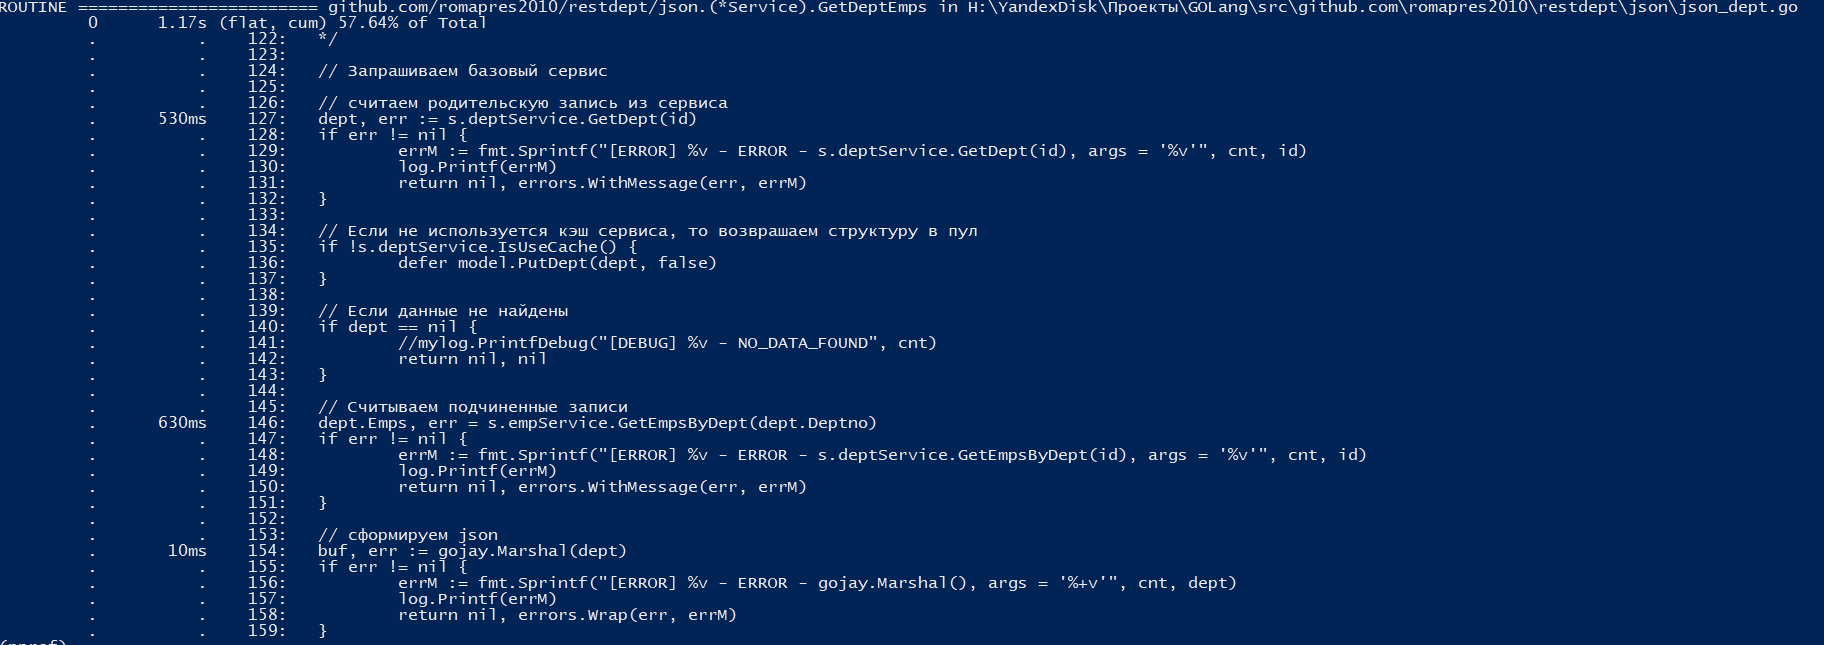 ROUTINE ======================== github.com/romapres2010/restdept/json.(*Service).GetDeptEmps in H:\YandexDisk\Проекты\GOLang\src\github.com\romapres2010\restdept\json\json_dept.go
0 1.17s (flat, cum) 57.64% of Total
. . 122: */
. . 123:
. . 124: // Запрашиваем базовый сервис
. . 125:
. . 126: // считаем родительскую запись из сервиса
. 530ms 127: dept, err := s.deptService.GetDept(id)
. . 128: if err != nil {
. . 129: errM := fmt.Sprintf("[ERROR] %v - ERROR - s.deptService.GetDept(id), args = '%v'", cnt, id)
. . 130: log.Printf(errM)
. . 131: return nil, errors.WithMessage(err, errM)
. . 132: }
. . 133:
. . 134: // Если не используется кэш сервиса, то возврашаем структуру в пул
. . 135: if !s.deptService.IsUseCache() {
. . 136: defer model.PutDept(dept, false)
. . 137: }
. . 138:
. . 139: // Если данные не найдены
. . 140: if dept == nil {
. . 141: //mylog.PrintfDebug("[DEBUG] %v - NO_DATA_FOUND", cnt)
. . 142: return nil, nil
. . 143: }
. . 144:
. . 145: // Считываем подчиненные записи
. 630ms 146: dept.Emps, err = s.empService.GetEmpsByDept(dept.Deptno)
. . 147: if err != nil {
. . 148: errM := fmt.Sprintf("[ERROR] %v - ERROR - s.deptService.GetEmpsByDept(id), args = '%v'", cnt, id)
. . 149: log.Printf(errM)
. . 150: return nil, errors.WithMessage(err, errM)
. . 151: }
. . 152:
. . 153: // сформируем json
. 10ms 154: buf, err := gojay.Marshal(dept)
. . 155: if err != nil {
. . 156: errM := fmt.Sprintf("[ERROR] %v - ERROR - gojay.Marshal(), args = '%+v'", cnt, dept)
. . 157: log.Printf(errM)
. . 158: return nil, errors.Wrap(err, errM)
. . 159: }